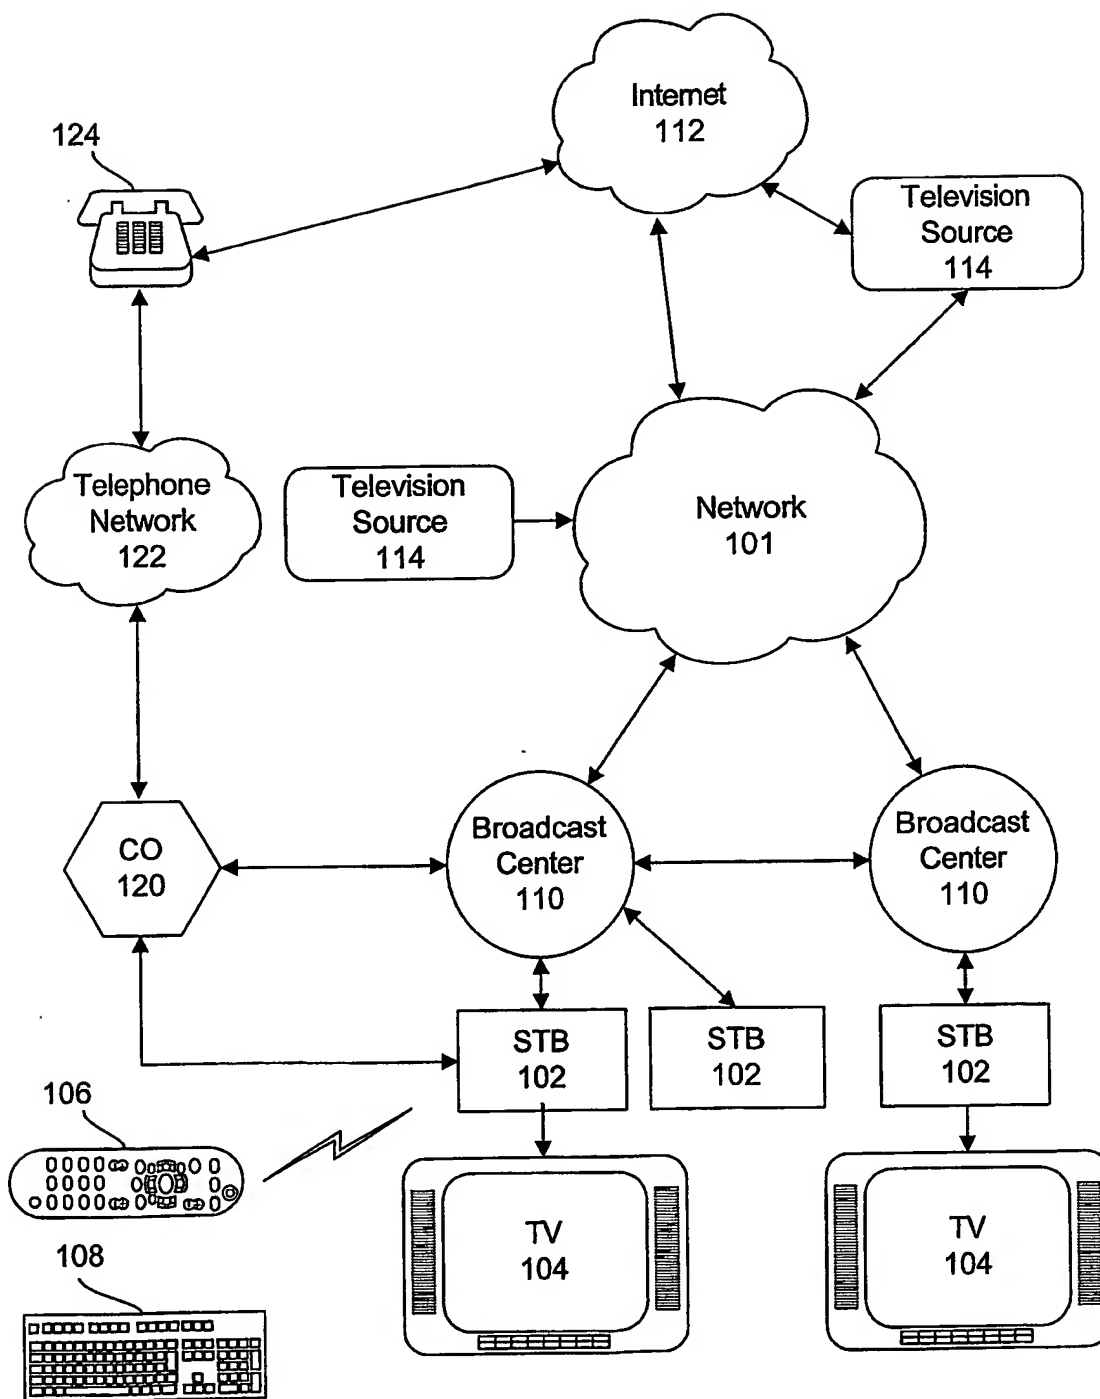 Internet
112
124
Television
Source
114
Telephone
Network
122
Television
Source
114
Network
101
CO
120
Broadcast
Center
110
Broadcast
Center
110
STB
102
STB
102
STB
102
106
TV
104
TV
104
108